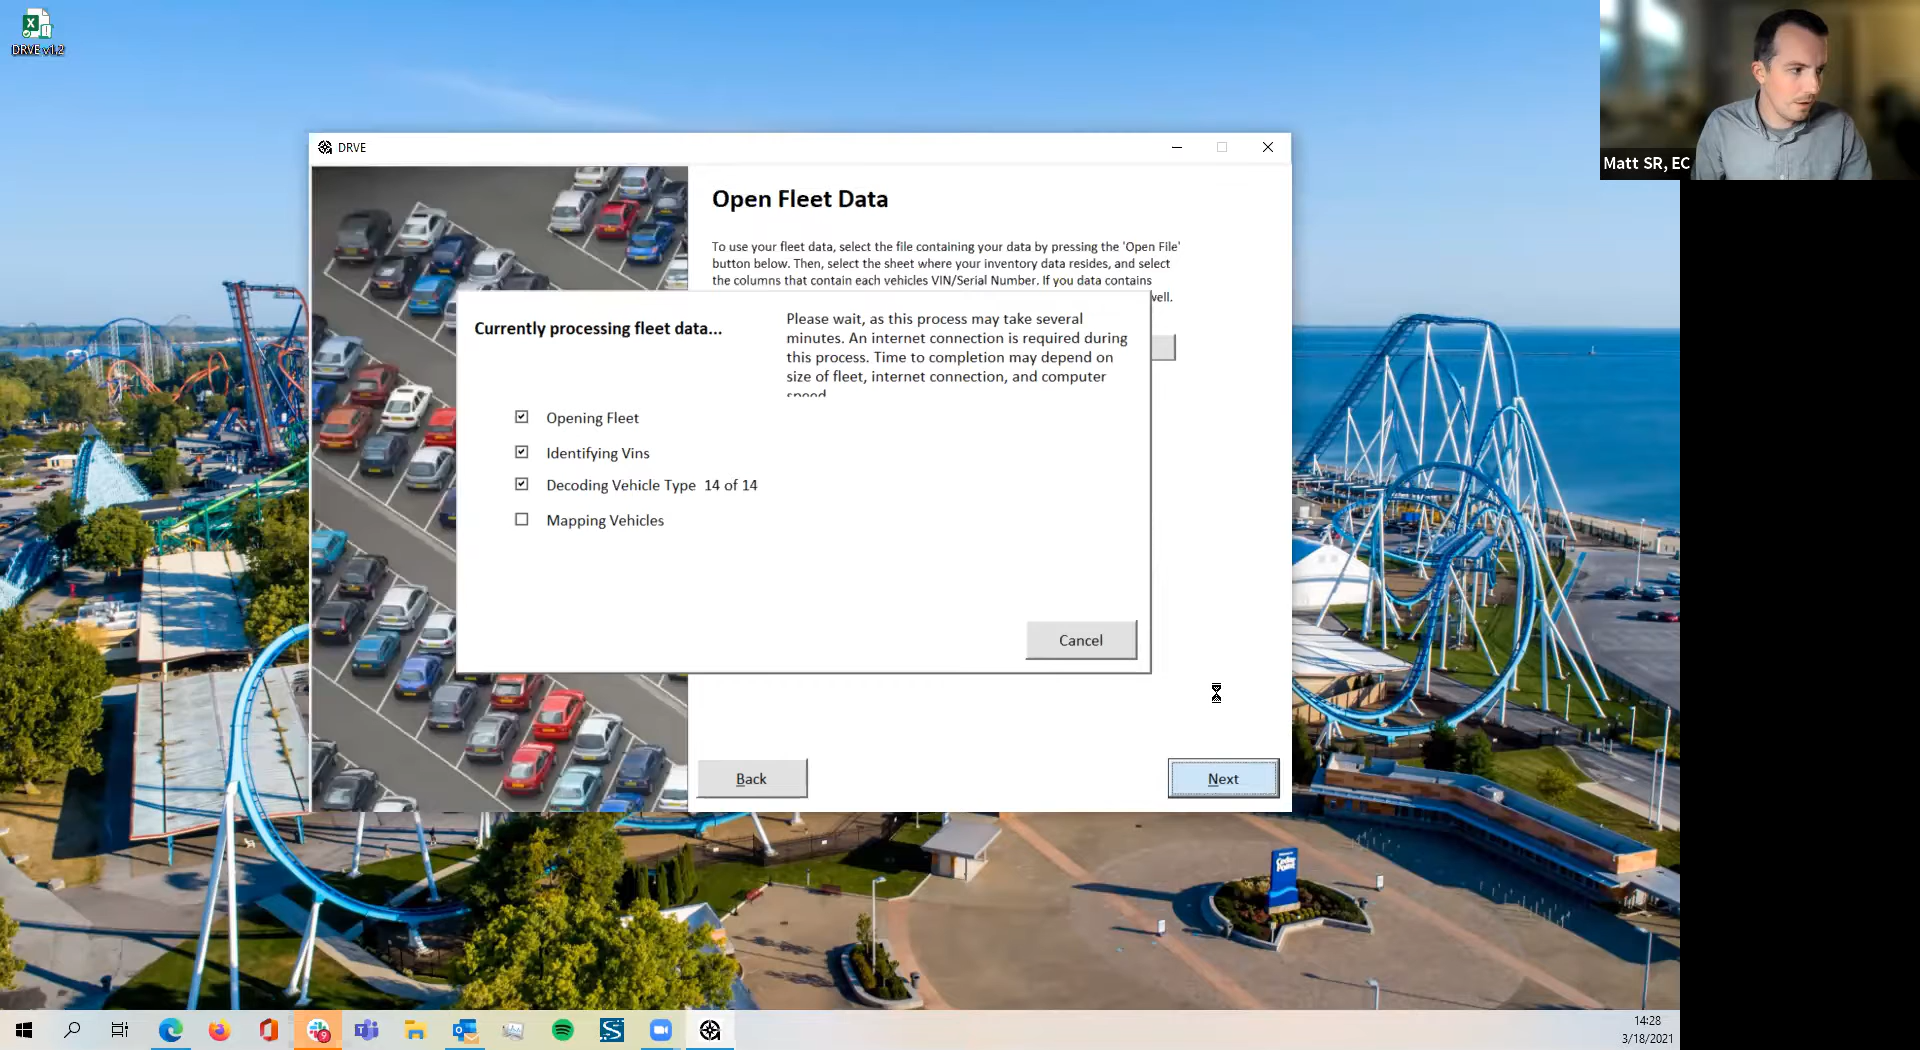 DRVE v1.2
Matt SR, EC
DRVE
Open Fleet Data
To use your fleet data, select the file containing your data by pressing the 'Open File'
button below. Then, select the sheet where your inventory data resides, and select
the columns that contain each vehicles VIN/Serial Number. If you data contains
well.
Currently processing fleet data...
Please wait, as this process may take several
minutes. An internet connection is required during
this process. Time to completion may depend on
size of fleet, internet connection, and computer
speed
Opening Fleet
Identifying Vins
Decoding Vehicle Type 14 of 14
Mapping Vehicles
Cancel
Back
Next
Cedar
Point
9
14:28
3/18/2021